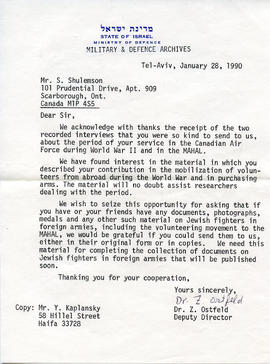 מדינת ישראל
STATE OF ISRAEL
MINISTRY OF DEFENCE
MILITARY & DEFENCE ARCHIVES
Tel-Aviv, January 28, 1990
Mr. S. Shulemson
101 Prudential Drive, Apt. 909
Scarborough, Ont.
Canada M1P 4S5
Dear Sir,
We acknowledge with thanks the receipt of the two
recorded interviews that you were so kind to send to us,
about the period of your service in the Canadian Air
Force during World War II and in the MAHAL.
We have found interest in the material in which you
described your contribution in the mobilization of volun-
teers from abroad during the World War and in purchasing
arms. The material will no doubt assist researchers
dealing with the period.
We wish to seize this opportunity for asking that if
you have or your friends have any documents, photographs,
medals and any other such material on Jewish fighters in
foreign armies, including the volunteering movement to the
MAHAL, we would be grateful if you could send them to us,
either in their original form or in copies. We need this
material for completing the collection of documents on
Jewish fighters in foreign armies that will be published
soon.
Thanking you for your cooperation,
Yours sincerely,
Dr. Z. Ostfeld
Dr. Z. Ostfeld
Deputy Director
Copy: Mr. Y. Kaplansky
58 Hillel Street
Haifa 33728